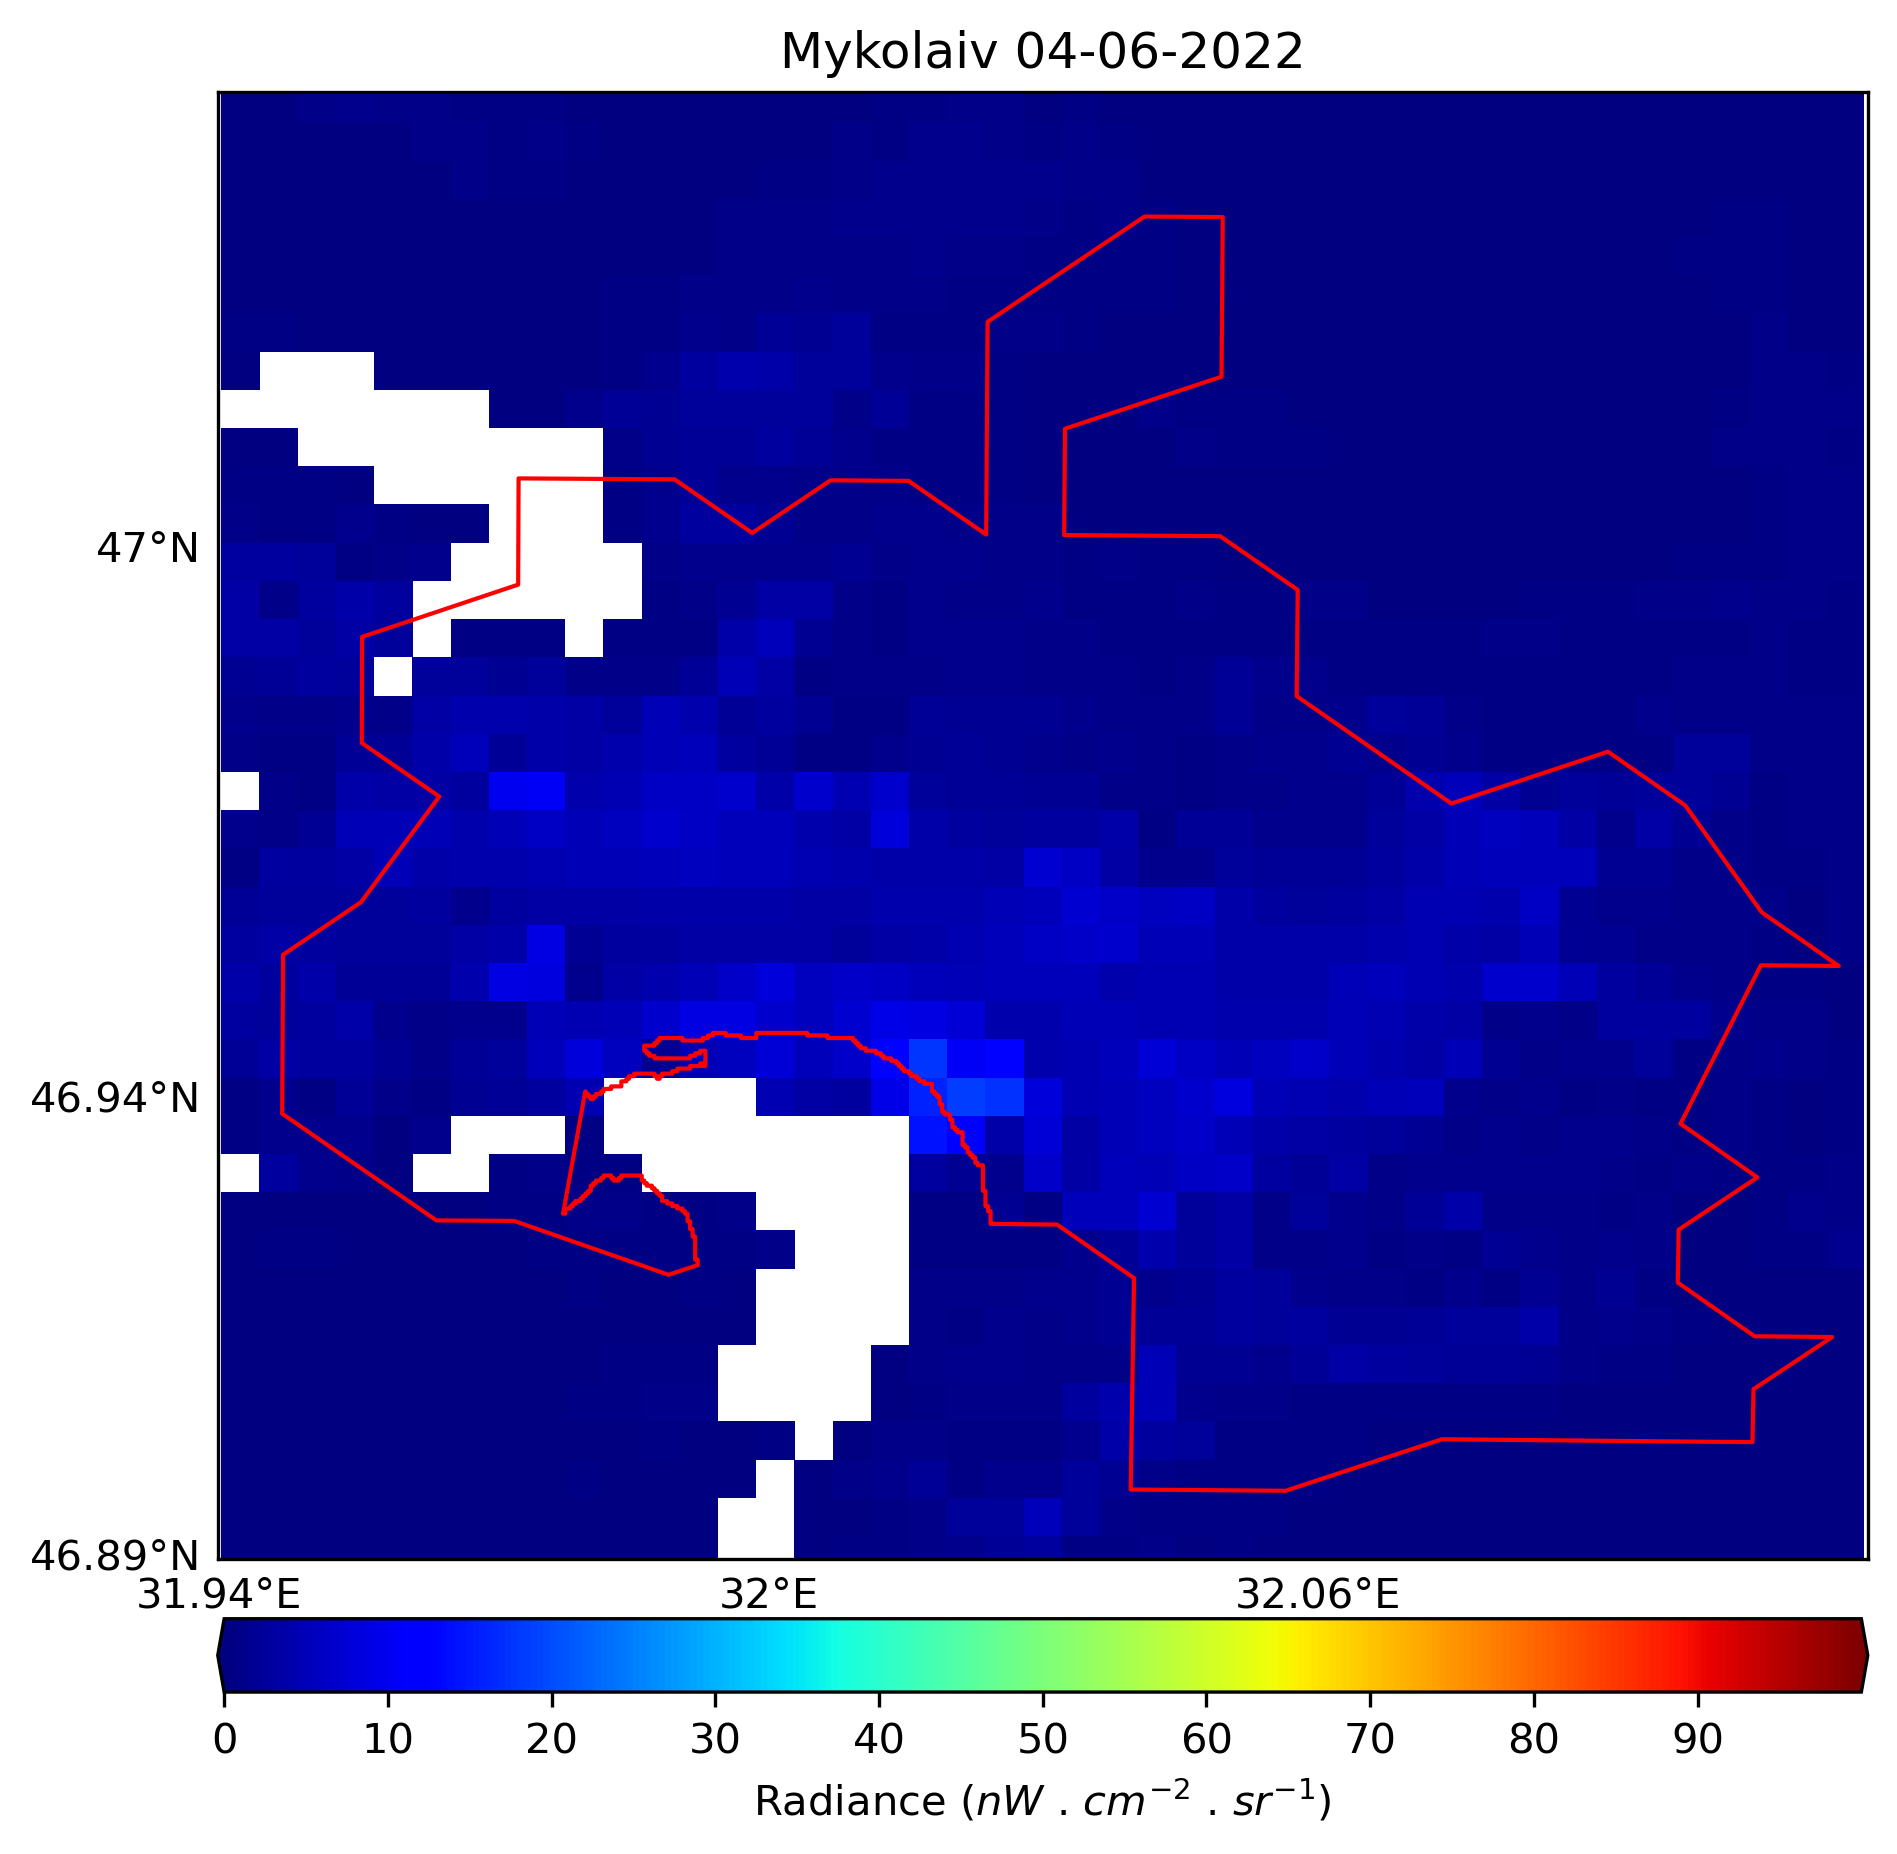 Mykolaiv 04-06-2022
47°N
46.94°N
46.89°N
31.94°E 32°E 32.06°E
0 10 20 30 40 50 60 70 80 90
Radiance (nW . cm⁻² . sr⁻¹)